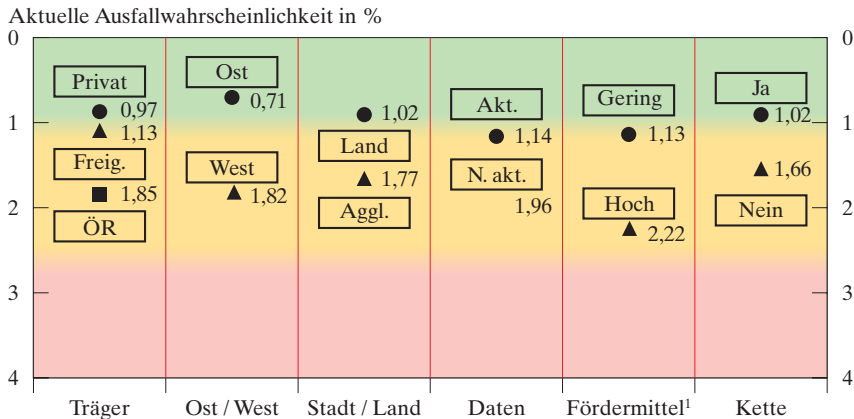 Aktuelle Ausfallwahrscheinlichkeit in %
0 0
Privat Ost Ja
Akt. Gering
0,97 0,71 1,02 1,02
1 1
1,13 1,14 1,13
Freig. West Land N. akt. 1,66
1,85 1,82 1,77 1,96 Hoch Nein
2 2
ÖR Aggl. 2,22
3 3
4 4
Träger Ost / West Stadt / Land Daten Fördermittel¹ Kette